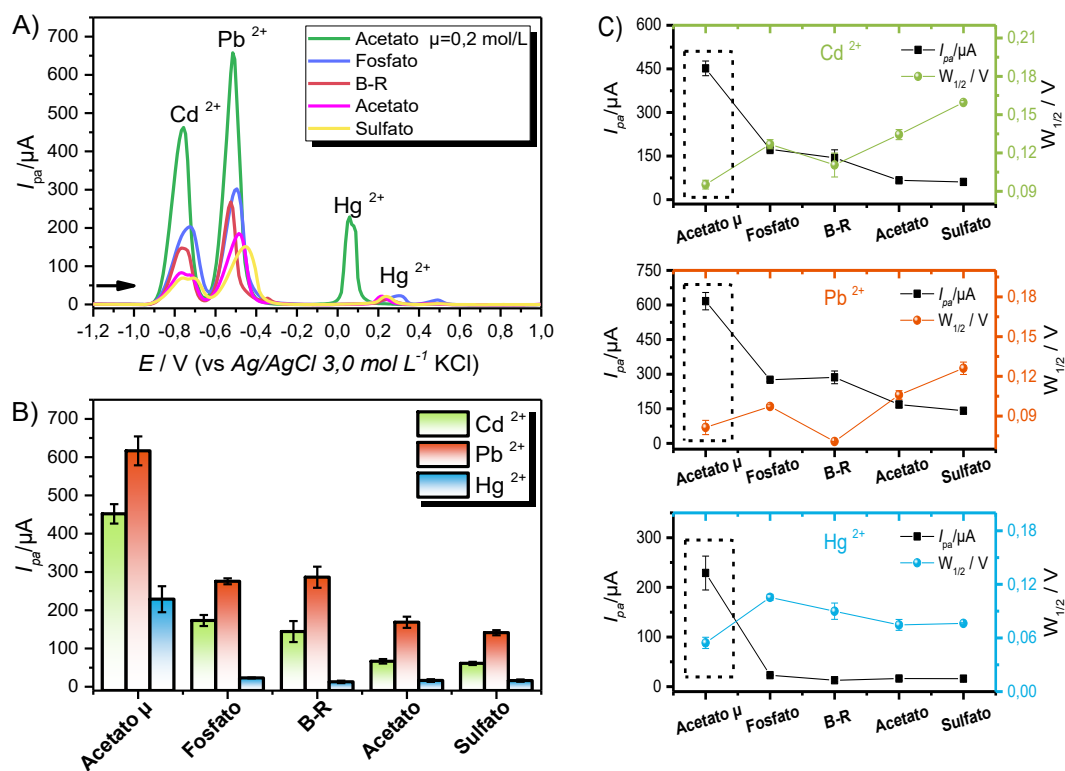 A)
700
600
500
400
300
200
100
0
I pa/µA
Cd 2+
Pb 2+
Hg 2+
Hg 2+
Acetato µ=0,2 mol/L
Fosfato
B-R
Acetato
Sulfato
-1,2 -1,0 -0,8 -0,6 -0,4 -0,2 0,0 0,2 0,4 0,6 0,8 1,0
E / V (vs Ag/AgCl 3,0 mol L-1 KCl)
B)
700
600
500
400
300
200
100
0
Ipa/µA
Cd 2+
Pb 2+
Hg 2+
Acetato µ Fosfato B-R Acetato Sulfato
C)
600
450
300
150
0
Ipa/µA
Cd 2+
Ipa/µA
W1/2 / V
0,21
0,18
0,15
0,12
0,09
W1/2 / V
Acetato µ Fosfato B-R Acetato Sulfato
750
600
450
300
150
0
Ipa/µA
Pb 2+
Ipa/µA
W1/2 / V
0,18
0,15
0,12
0,09
W1/2 / V
Acetato µ Fosfato B-R Acetato Sulfato
300
200
100
0
Ipa/µA
Hg 2+
Ipa/µA
W1/2 / V
0,18
0,12
0,06
0,00
W1/2 / V
Acetato µ Fosfato B-R Acetato Sulfato